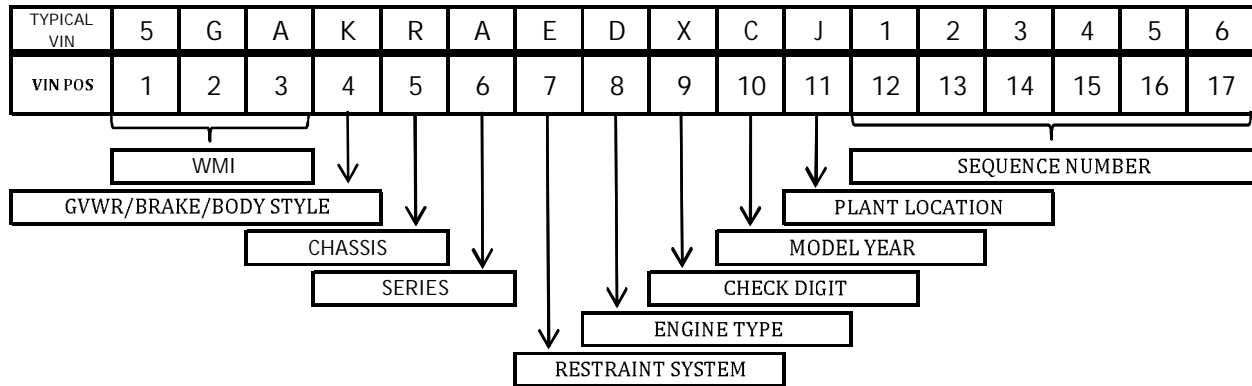 TYPICAL VIN 5 G A K R A E D X C J 1 2 3 4 5 6
VIN POS 1 2 3 4 5 6 7 8 9 10 11 12 13 14 15 16 17
WMI SEQUENCE NUMBER
GVWR/BRAKE/BODY STYLE PLANT LOCATION
CHASSIS MODEL YEAR
SERIES CHECK DIGIT
ENGINE TYPE
RESTRAINT SYSTEM